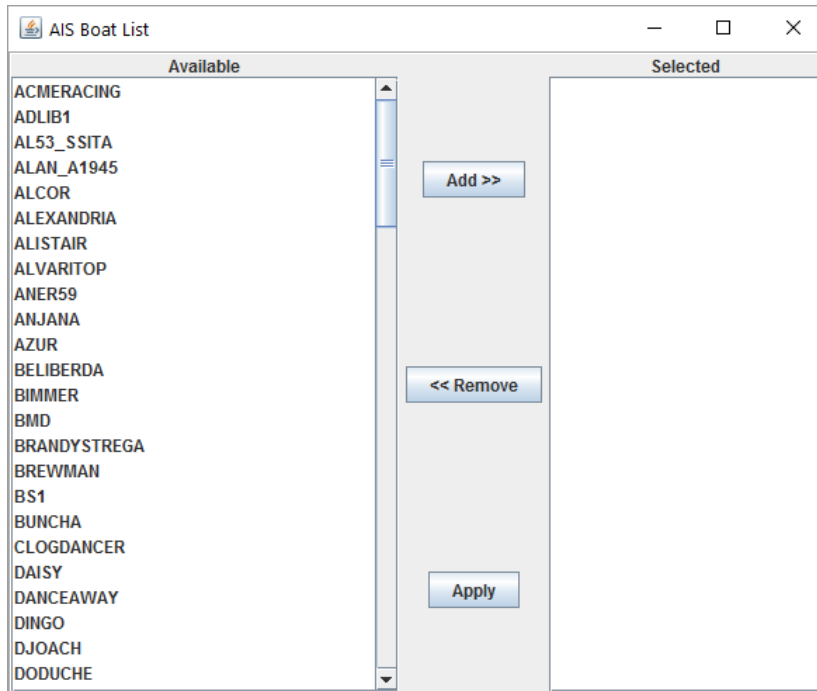 AIS Boat List
Available
ACMERACING
ADLIB1
AL53_SSITA
ALAN_A1945
ALCOR
ALEXANDRIA
ALISTAIR
ALVARITOP
ANER59
ANJANA
AZUR
BELIBERDA
BIMMER
BMD
BRANDYSTREGA
BREWMAN
BS1
BUNCHA
CLOGDANCER
DAISY
DANCEAWAY
DINGO
DJOACH
DODUCHE
Add >>
<< Remove
Apply
Selected